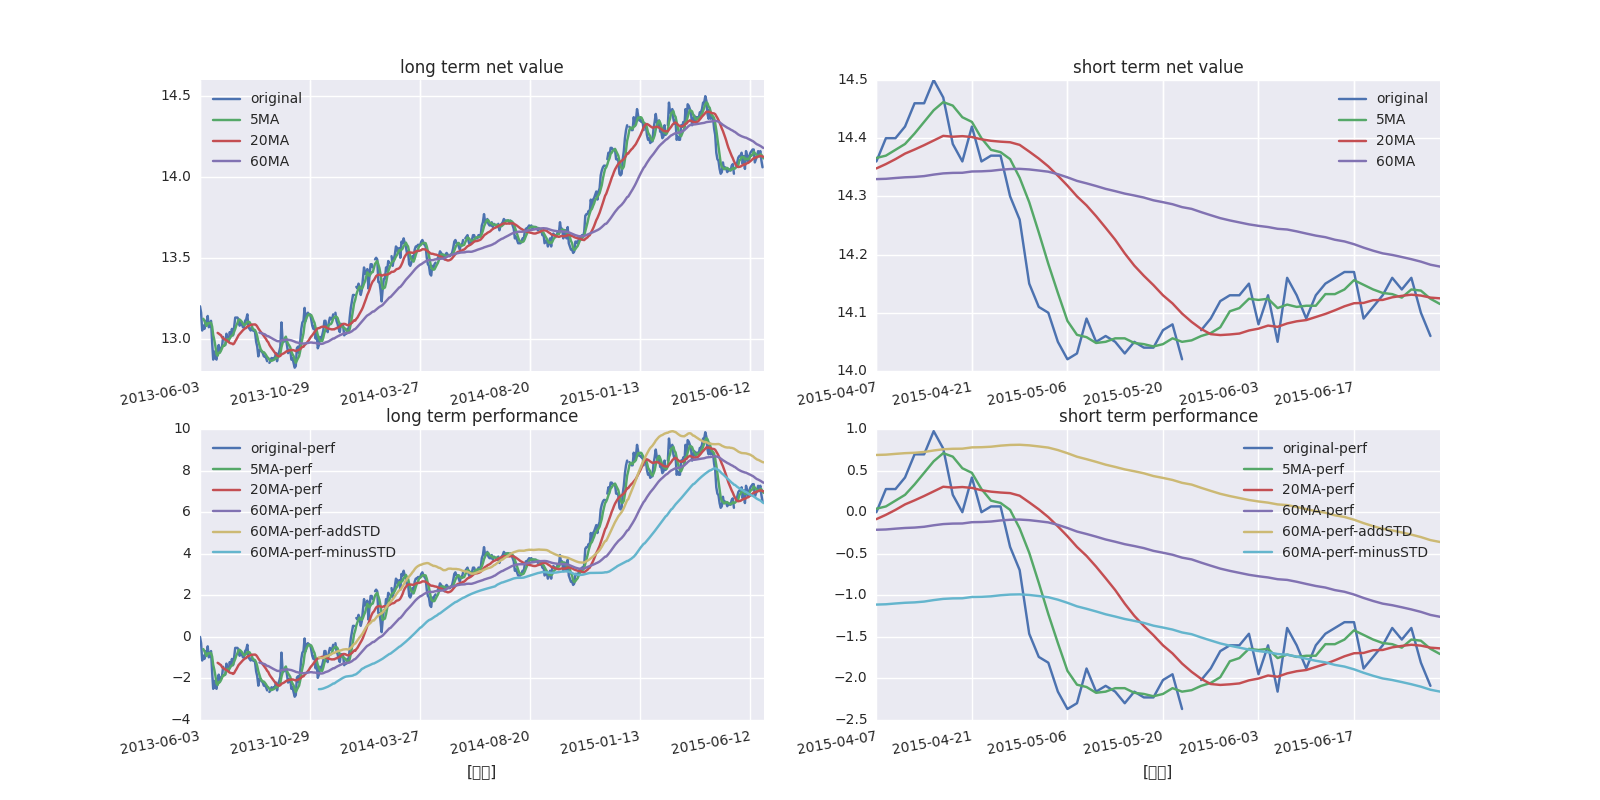 long term net value
14.5
14.0
13.5
13.0
original
5MA
20MA
60MA
2013-06-03
2013-10-29
2014-03-27
2014-08-20
2015-01-13
2015-06-12
short term net value
14.5
14.4
14.3
14.2
14.1
14.0
original
5MA
20MA
60MA
2015-04-07
2015-04-21
2015-05-06
2015-05-20
2015-06-03
2015-06-17
long term performance
10
8
6
4
2
0
−2
−4
original-perf
5MA-perf
20MA-perf
60MA-perf
60MA-perf-addSTD
60MA-perf-minusSTD
2013-06-03
2013-10-29
2014-03-27
2014-08-20
2015-01-13
2015-06-12
short term performance
1.0
0.5
0.0
−0.5
−1.0
−1.5
−2.0
−2.5
original-perf
5MA-perf
20MA-perf
60MA-perf
60MA-perf-addSTD
60MA-perf-minusSTD
2015-04-07
2015-04-21
2015-05-06
2015-05-20
2015-06-03
2015-06-17